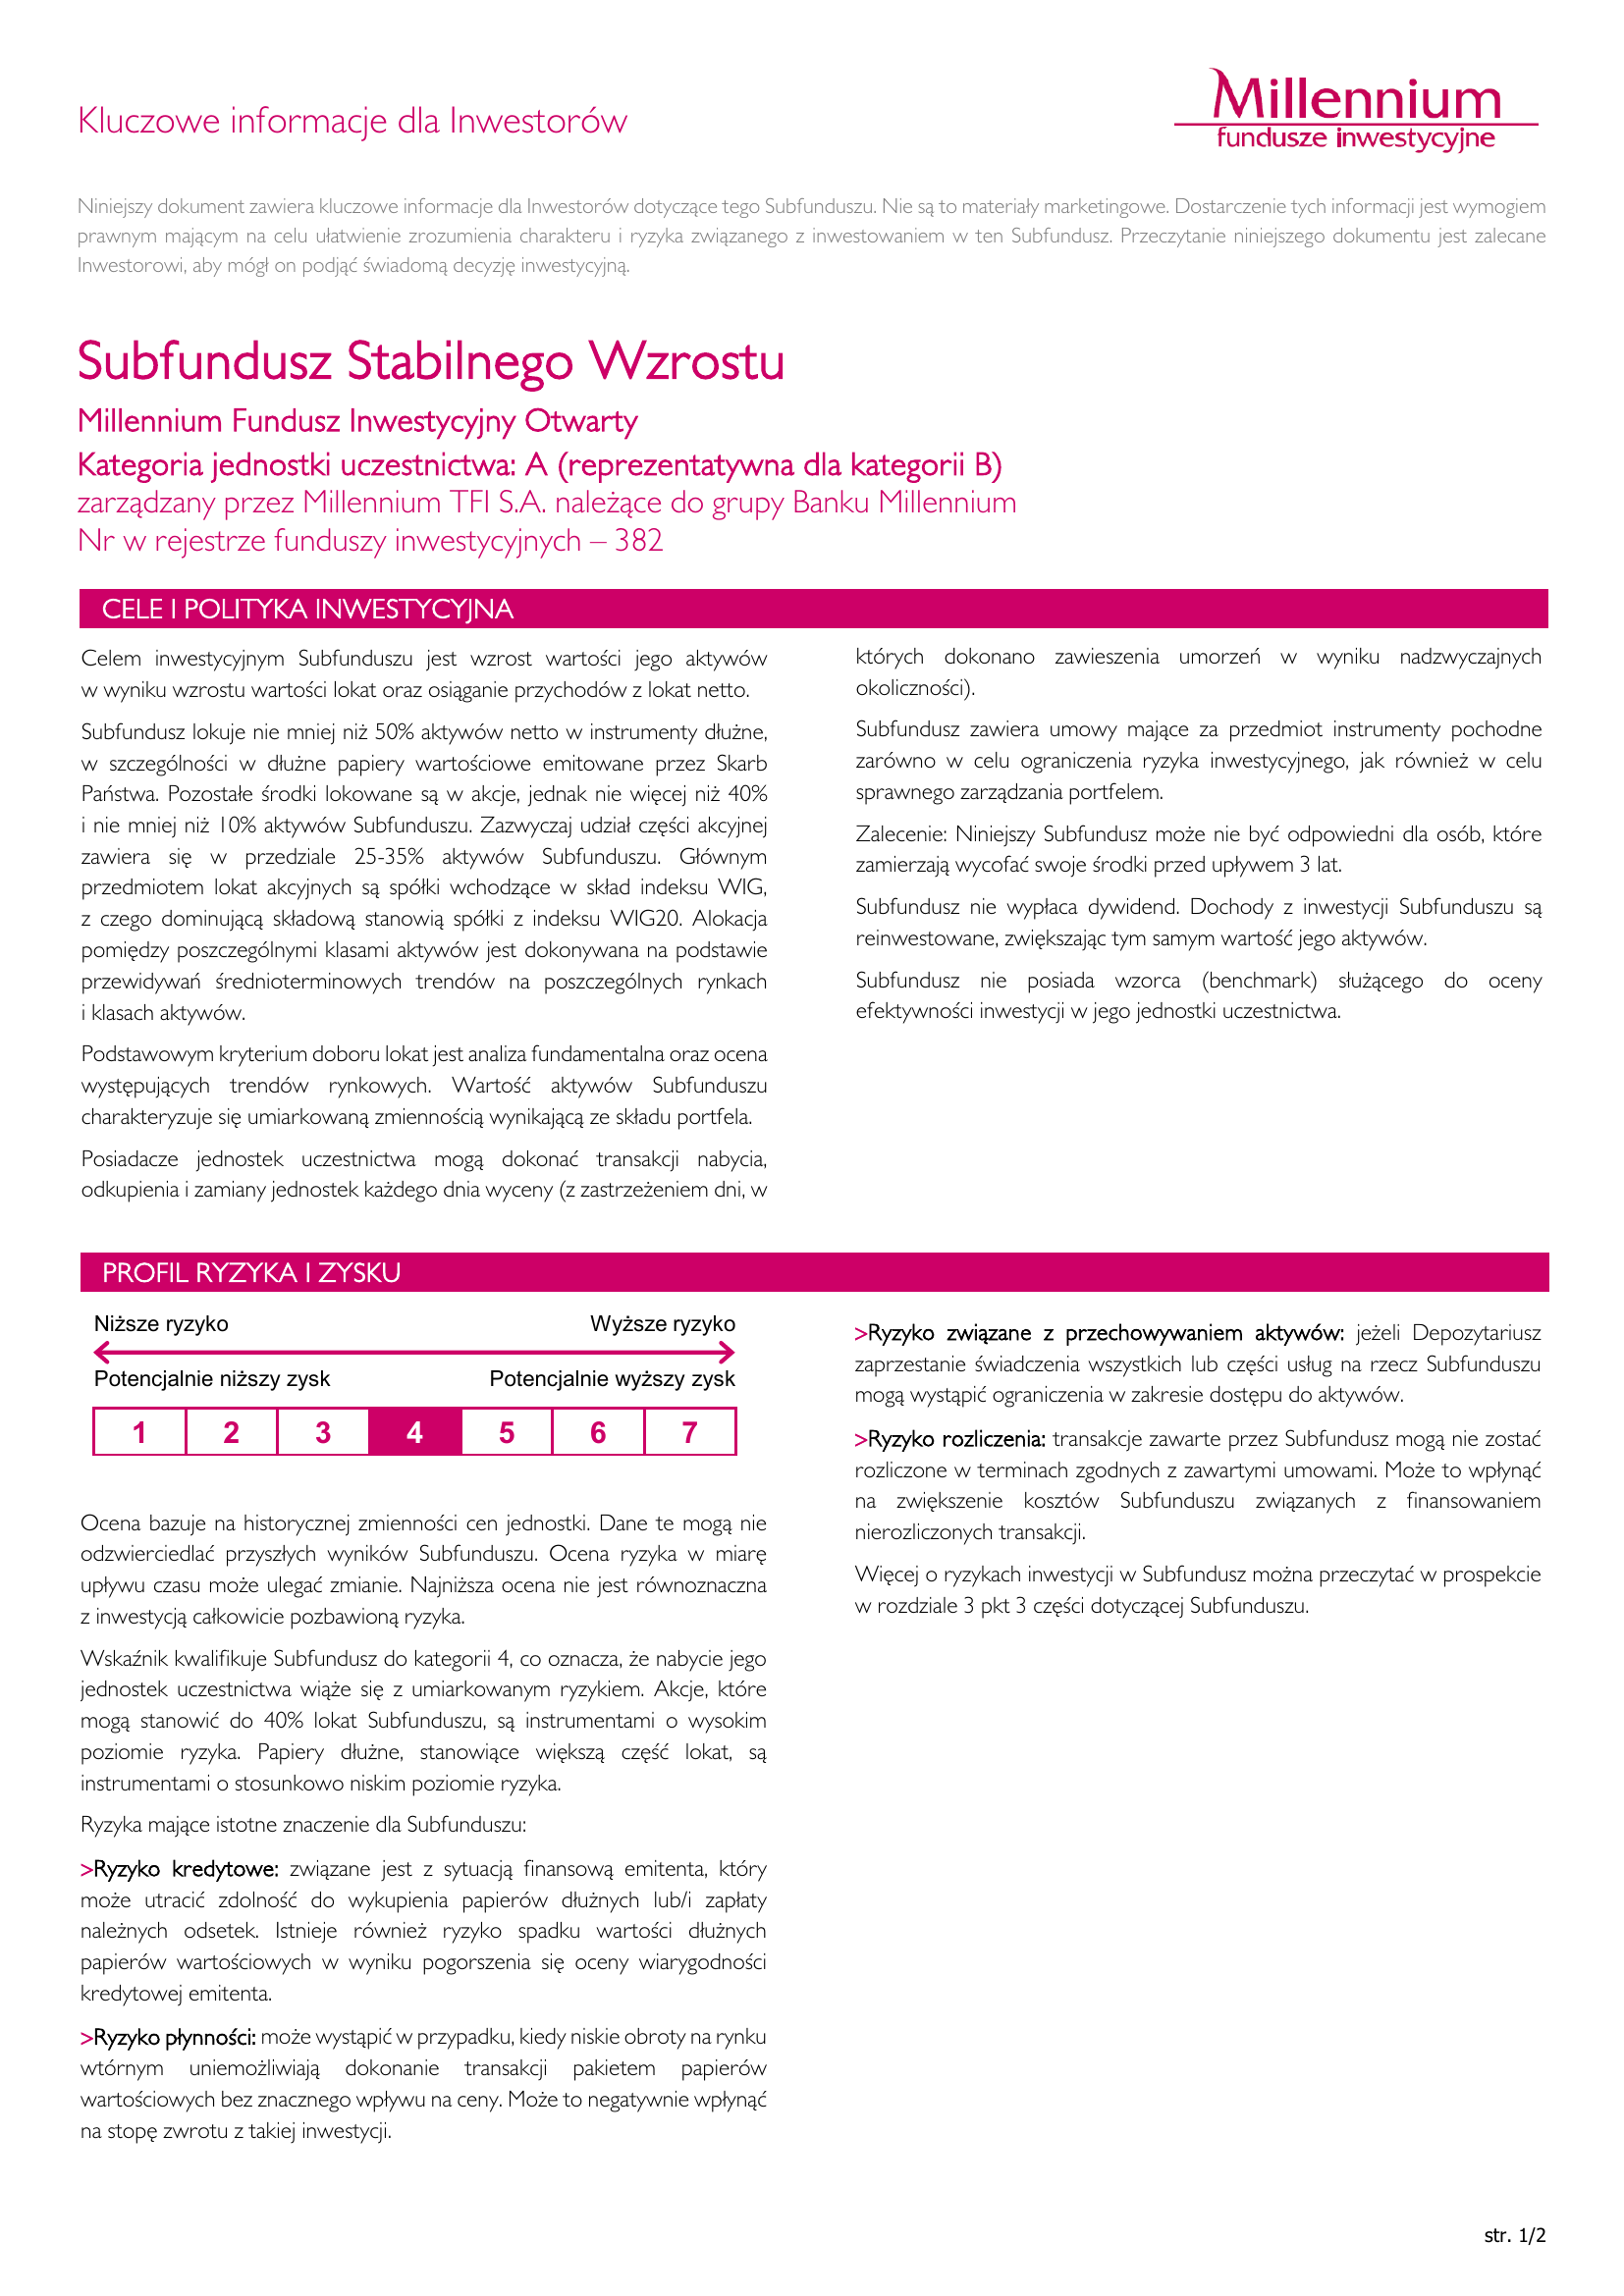 Kluczowe informacje dla Inwestorów
Millennium
fundusze inwestycyjne
Niniejszy dokument zawiera kluczowe informacje dla Inwestorów dotyczące tego Subfunduszu. Nie są to materiały marketingowe. Dostarczenie tych informacji jest wymogiem
prawnym mającym na celu ułatwienie zrozumienia charakteru i ryzyka związanego z inwestowaniem w ten Subfundusz. Przeczytanie niniejszego dokumentu jest zalecane
Inwestorowi, aby mógł on podjąć świadomą decyzję inwestycyjną.
Subfundusz Stabilnego Wzrostu
Millennium Fundusz Inwestycyjny Otwarty
Kategoria jednostki uczestnictwa: A (reprezentatywna dla kategorii B)
zarządzany przez Millennium TFI S.A. należące do grupy Banku Millennium
Nr w rejestrze funduszy inwestycyjnych – 382
CELE I POLITYKA INWESTYCYJNA
Celem inwestycyjnym Subfunduszu jest wzrost wartości jego aktywów
w wyniku wzrostu wartości lokat oraz osiąganie przychodów z lokat netto.
Subfundusz lokuje nie mniej niż 50% aktywów netto w instrumenty dłużne,
w szczególności w dłużne papiery wartościowe emitowane przez Skarb
Państwa. Pozostałe środki lokowane są w akcje, jednak nie więcej niż 40%
i nie mniej niż 10% aktywów Subfunduszu. Zazwyczaj udział części akcyjnej
zawiera się w przedziale 25-35% aktywów Subfunduszu. Głównym
przedmiotem lokat akcyjnych są spółki wchodzące w skład indeksu WIG,
z czego dominującą składową stanowią spółki z indeksu WIG20. Alokacja
pomiędzy poszczególnymi klasami aktywów jest dokonywana na podstawie
przewidywań średnioterminowych trendów na poszczególnych rynkach
i klasach aktywów.
Podstawowym kryterium doboru lokat jest analiza fundamentalna oraz ocena
występujących trendów rynkowych. Wartość aktywów Subfunduszu
charakteryzuje się umiarkowaną zmiennością wynikającą ze składu portfela.
Posiadacze jednostek uczestnictwa mogą dokonać transakcji nabycia,
odkupienia i zamiany jednostek każdego dnia wyceny (z zastrzeżeniem dni, w
których dokonano zawieszenia umorzeń w wyniku nadzwyczajnych
okoliczności).
Subfundusz zawiera umowy mające za przedmiot instrumenty pochodne
zarówno w celu ograniczenia ryzyka inwestycyjnego, jak również w celu
sprawnego zarządzania portfelem.
Zalecenie: Niniejszy Subfundusz może nie być odpowiedni dla osób, które
zamierzają wycofać swoje środki przed upływem 3 lat.
Subfundusz nie wypłaca dywidend. Dochody z inwestycji Subfunduszu są
reinwestowane, zwiększając tym samym wartość jego aktywów.
Subfundusz nie posiada wzorca (benchmark) służącego do oceny
efektywności inwestycji w jego jednostki uczestnictwa.
PROFIL RYZYKA I ZYSKU
Niższe ryzyko Wyższe ryzyko
Potencjalnie niższy zysk Potencjalnie wyższy zysk
1 2 3 4 5 6 7
Ocena bazuje na historycznej zmienności cen jednostki. Dane te mogą nie
odzwierciedlać przyszłych wyników Subfunduszu. Ocena ryzyka w miarę
upływu czasu może ulegać zmianie. Najniższa ocena nie jest równoznaczna
z inwestycją całkowicie pozbawioną ryzyka.
Wskaźnik kwalifikuje Subfundusz do kategorii 4, co oznacza, że nabycie jego
jednostek uczestnictwa wiąże się z umiarkowanym ryzykiem. Akcje, które
mogą stanowić do 40% lokat Subfunduszu, są instrumentami o wysokim
poziomie ryzyka. Papiery dłużne, stanowiące większą część lokat, są
instrumentami o stosunkowo niskim poziomie ryzyka.
Ryzyka mające istotne znaczenie dla Subfunduszu:
>Ryzyko kredytowe: związane jest z sytuacją finansową emitenta, który
może utracić zdolność do wykupienia papierów dłużnych lub/i zapłaty
należnych odsetek. Istnieje również ryzyko spadku wartości dłużnych
papierów wartościowych w wyniku pogorszenia się oceny wiarygodności
kredytowej emitenta.
>Ryzyko płynności: może wystąpić w przypadku, kiedy niskie obroty na rynku
wtórnym uniemożliwiają dokonanie transakcji pakietem papierów
wartościowych bez znacznego wpływu na ceny. Może to negatywnie wpłynąć
na stopę zwrotu z takiej inwestycji.
>Ryzyko związane z przechowywaniem aktywów: jeżeli Depozytariusz
zaprzestanie świadczenia wszystkich lub części usług na rzecz Subfunduszu
mogą wystąpić ograniczenia w zakresie dostępu do aktywów.
>Ryzyko rozliczenia: transakcje zawarte przez Subfundusz mogą nie zostać
rozliczone w terminach zgodnych z zawartymi umowami. Może to wpłynąć
na zwiększenie kosztów Subfunduszu związanych z finansowaniem
nierozliczonych transakcji.
Więcej o ryzykach inwestycji w Subfundusz można przeczytać w prospekcie
w rozdziale 3 pkt 3 części dotyczącej Subfunduszu.
str. 1/2